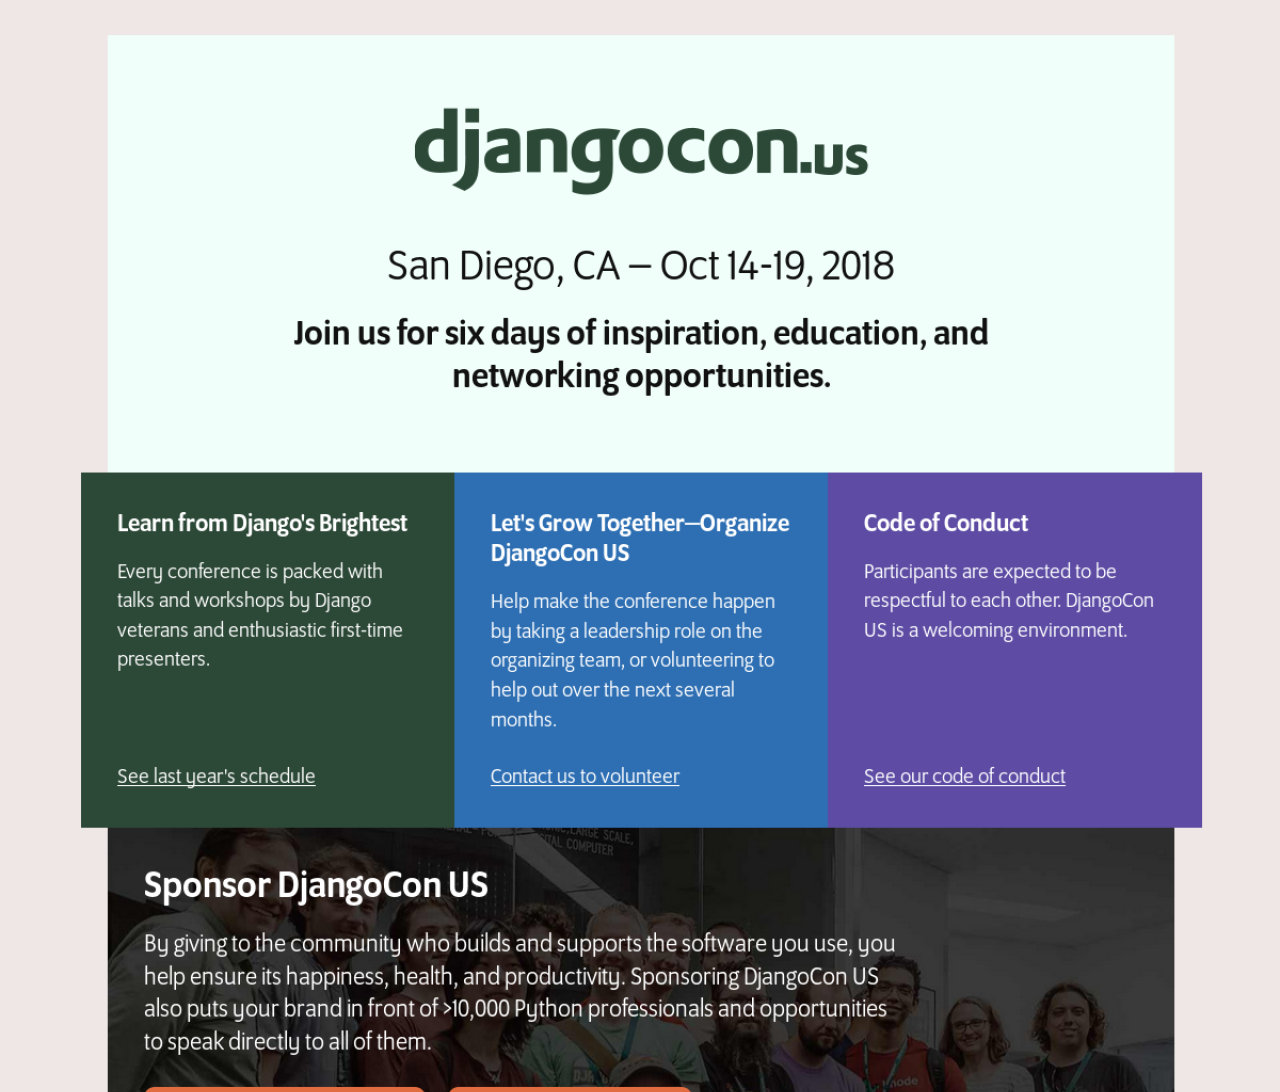 djangocon.us
San Diego, CA – Oct 14-19, 2018
Join us for six days of inspiration, education, and
networking opportunities.
Learn from Django's Brightest
Every conference is packed with
talks and workshops by Django
veterans and enthusiastic first-time
presenters.
See last year's schedule
Let's Grow Together—Organize
DjangoCon US
Help make the conference happen
by taking a leadership role on the
organizing team, or volunteering to
help out over the next several
months.
Contact us to volunteer
Code of Conduct
Participants are expected to be
respectful to each other. DjangoCon
US is a welcoming environment.
See our code of conduct
LARGE SCALE,
COMPUTER
Sponsor DjangoCon US
By giving to the community who builds and supports the software you use, you
help ensure its happiness, health, and productivity. Sponsoring DjangoCon US
also puts your brand in front of >10,000 Python professionals and opportunities
to speak directly to all of them.